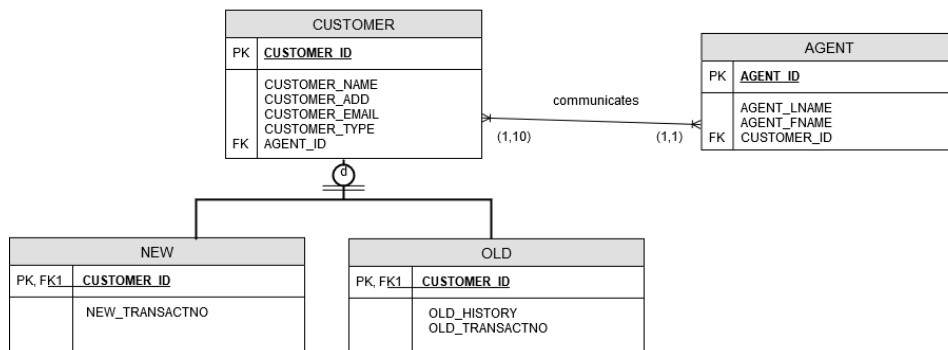 CUSTOMER
PK CUSTOMER_ID
CUSTOMER_NAME
CUSTOMER_ADD
CUSTOMER_EMAIL
CUSTOMER_TYPE
FK AGENT_ID
communicates
(1,10) (1,1)
AGENT
PK AGENT_ID
AGENT_LNAME
AGENT_FNAME
FK CUSTOMER_ID
d
NEW
PK, FK1 CUSTOMER_ID
NEW_TRANSACTNO
OLD
PK, FK1 CUSTOMER_ID
OLD_HISTORY
OLD_TRANSACTNO